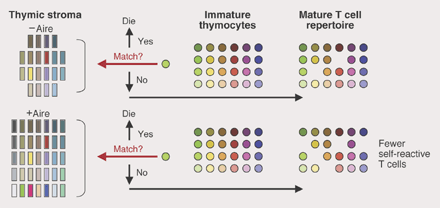 Thymic stroma
–Aire
Die
Yes
Match?
No
Immature
thymocytes
Mature T cell
repertoire
+Aire
Die
Yes
Match?
No
Fewer
self-reactive
T cells